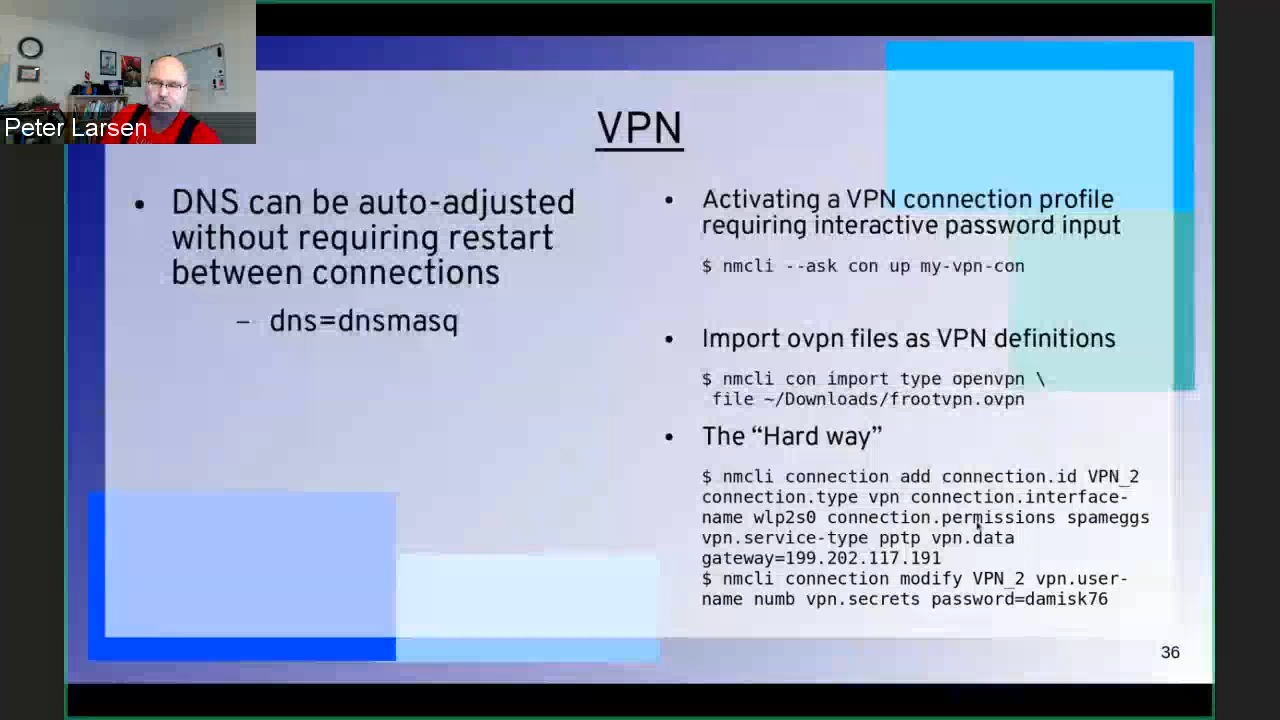 Peter Larsen
VPN
• DNS can be auto-adjusted
without requiring restart
between connections
– dns=dnsmasq
• Activating a VPN connection profile
requiring interactive password input
$ nmcli --ask con up my-vpn-con
• Import ovpn files as VPN definitions
$ nmcli con import type openvpn \
file ~/Downloads/frootvpn.ovpn
• The “Hard way”
$ nmcli connection add connection.id VPN_2
connection.type vpn connection.interface-
name wlp2s0 connection.permissions spameggs
vpn.service-type pptp vpn.data
gateway=199.202.117.191
$ nmcli connection modify VPN_2 vpn.user-
name numb vpn.secrets password=damisk76
36